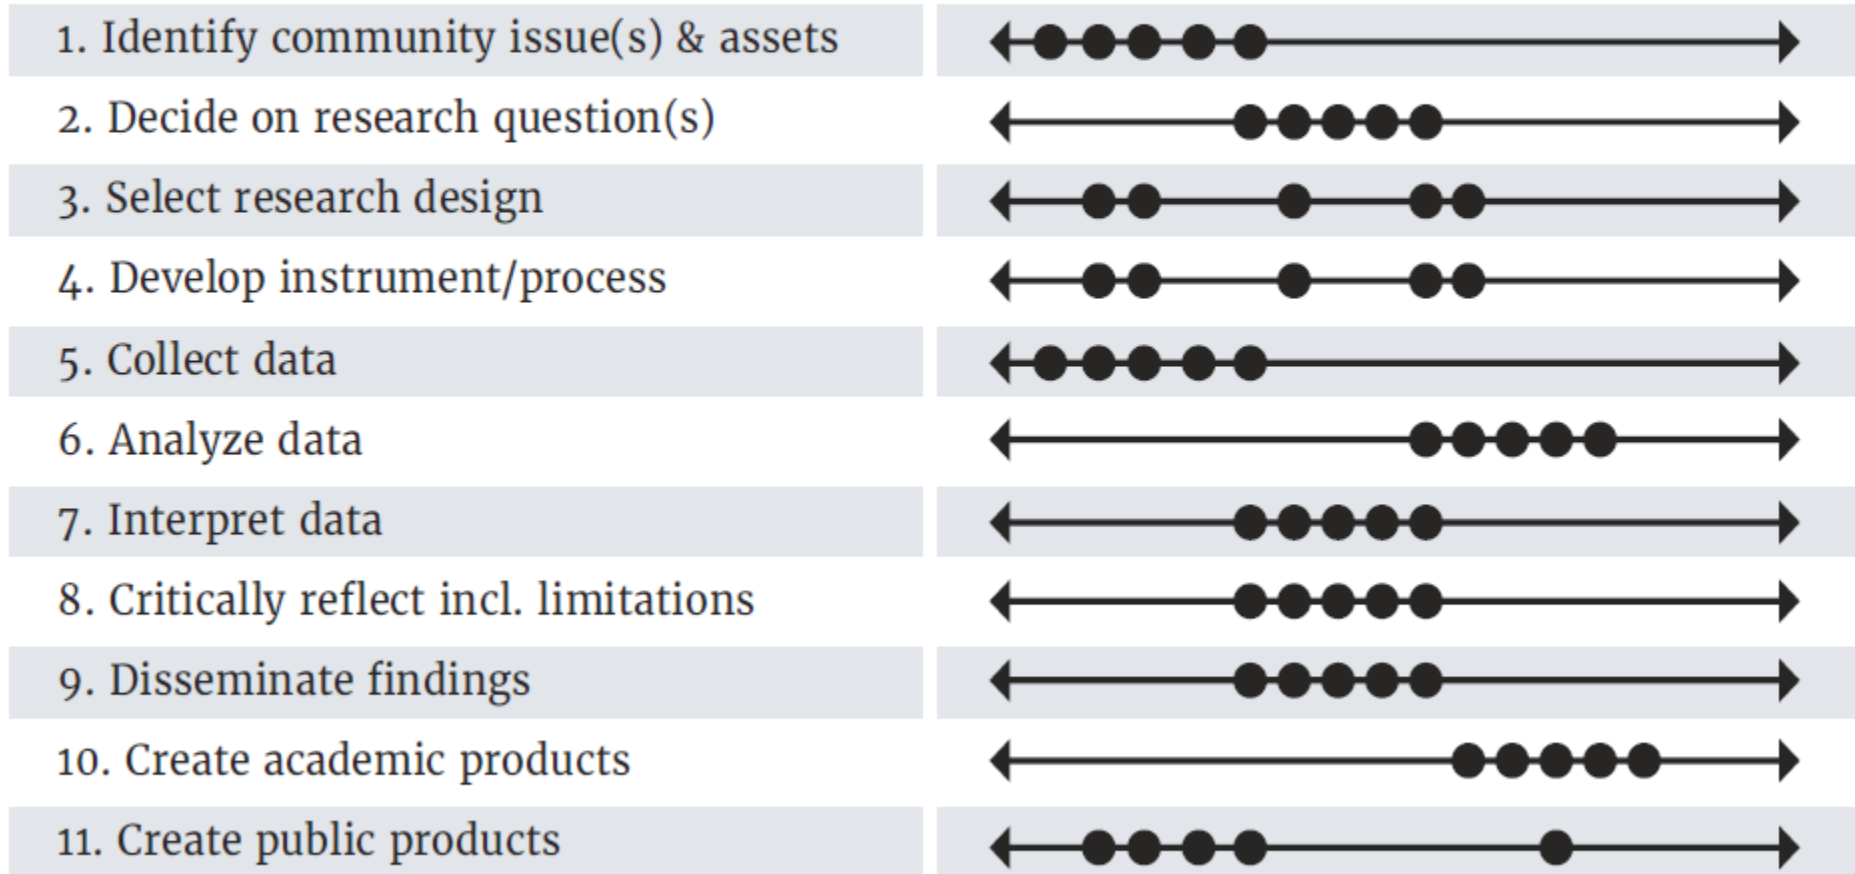 1. Identify community issue(s) & assets
2. Decide on research question(s)
3. Select research design
4. Develop instrument/process
5. Collect data
6. Analyze data
7. Interpret data
8. Critically reflect incl. limitations
9. Disseminate findings
10. Create academic products
11. Create public products